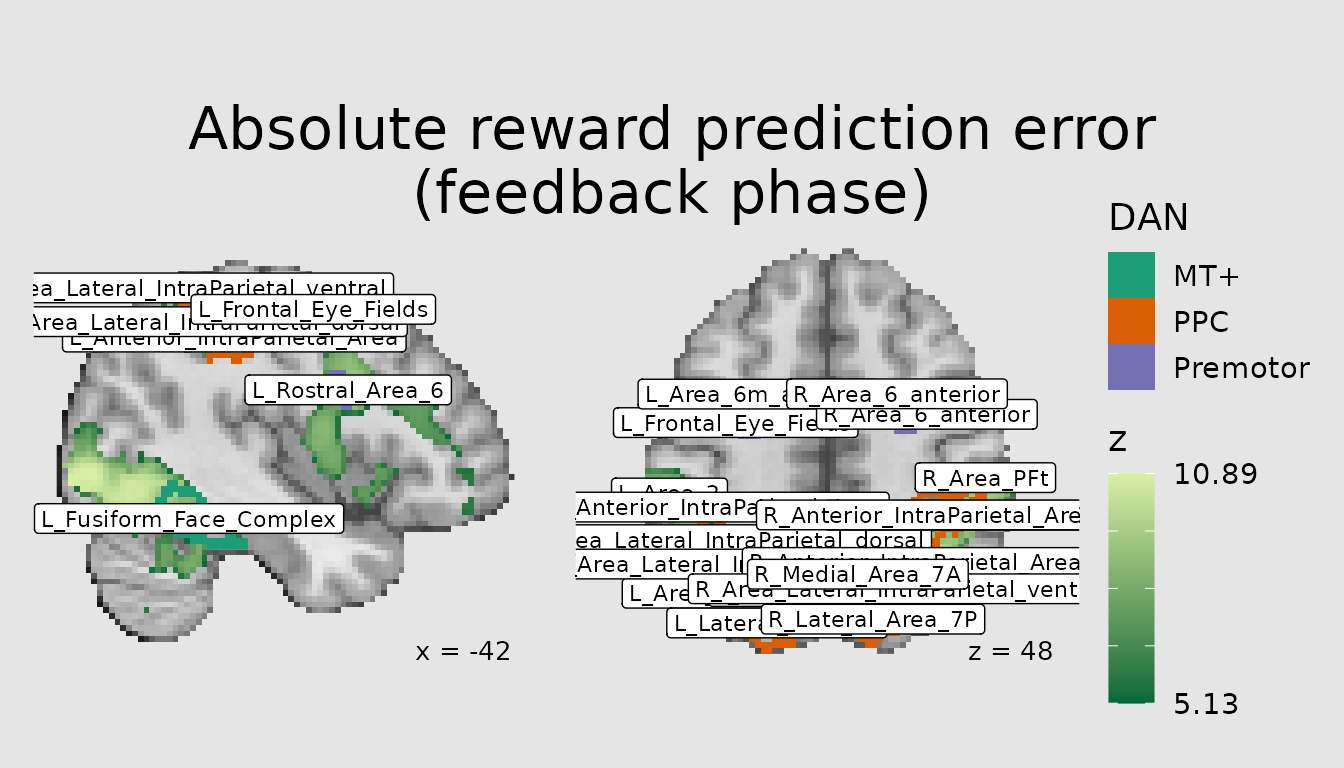 Absolute reward prediction error
(feedback phase)
ea_Lateral_IntraParietal_ventral
L_Frontal_Eye_Fields
Area_Lateral_IntraParietal_dorsal
L_Anterior_IntraParietal_Area
L_Rostral_Area_6
L_Fusiform_Face_Complex
x = -42
L_Area_6m_a
R_Area_6_anterior
R_Area_6_anterior
L_Frontal_Eye_Fields
R_Area_PFt
L_Area_2
Anterior_IntraPa
R_Anterior_IntraParietal_Are
ea_Lateral_IntraParietal_dorsal
R_Anterior_IntraParietal_Area
Area_Lateral_I
R_Medial_Area_7A
L_Are
R_Area_Lateral_IntraParietal_vent
L_Latera
R_Lateral_Area_7P
z = 48
DAN
MT+
PPC
Premotor
z
10.89
5.13